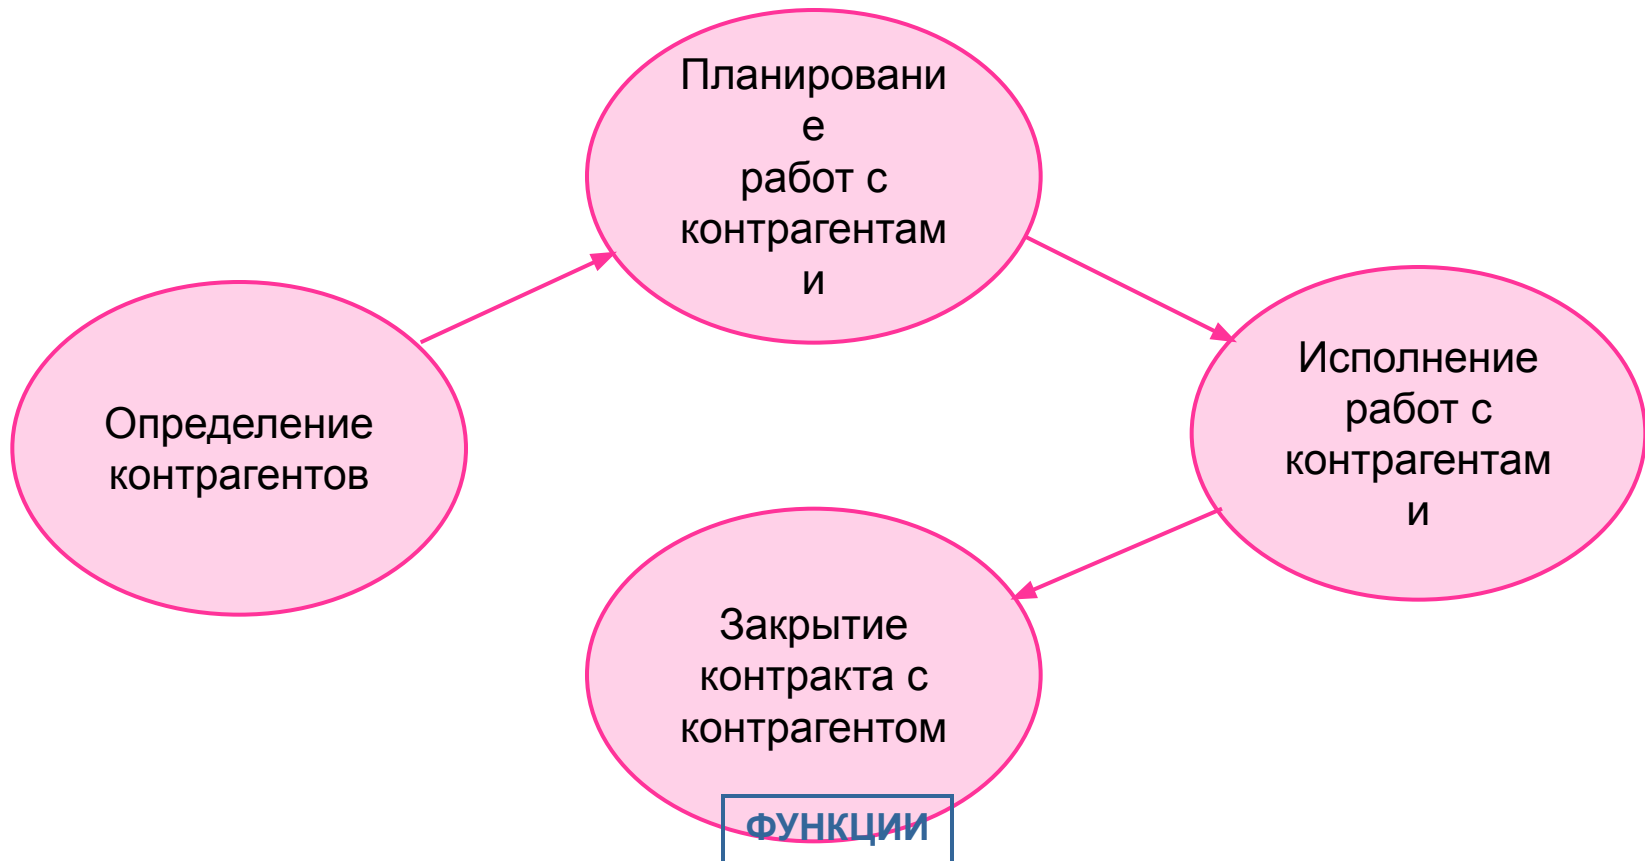 Планировани
е
работ с
контрагентам
и
Определение
контрагентов
Исполнение
работ с
контрагентам
и
Закрытие
контракта с
контрагентом
ФУНКЦИИ